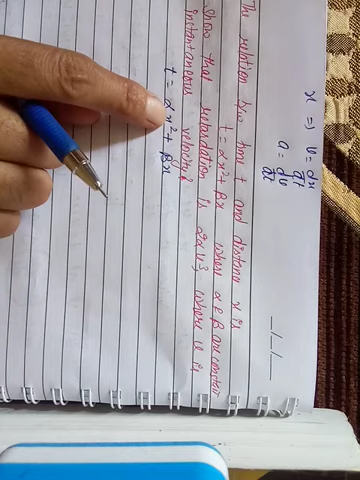 x => v = dx/dt
a = dv/dt
The relation b/w time t and distance x is
t = αx² + βx where α & β are constant
Show that retardation is 2αv³, where v is
instantaneous velocity.
t = αx² + βx